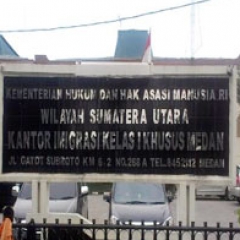 KEMENTERIAN HUKUM DAN HAK ASASI MANUSIA RI
WILAYAH SUMATERA UTARA
KANTOR IMIGRASI KELAS I KHUSUS MEDAN
JL. GATOT SUBROTO KM 6,2 NO.268 A TEL.8452112 MEDAN